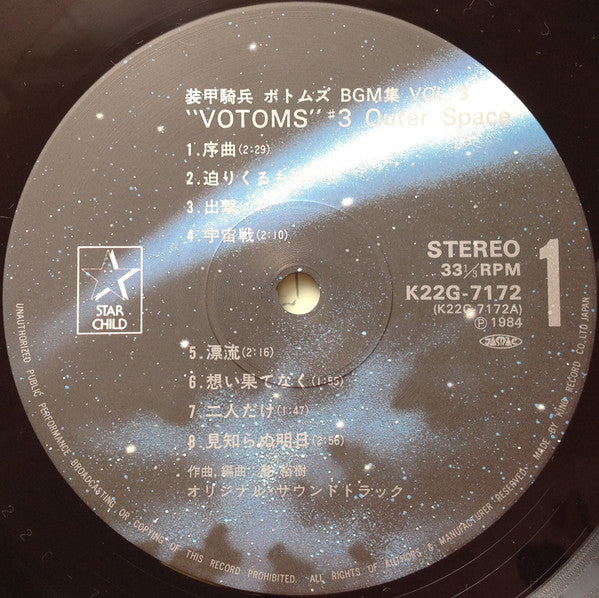 装甲騎兵 ボトムズ BGM集 VOL. 3
"VOTOMS" #3 Outer Space
1.序曲(2:29)
2.迫りくるも
3.出撃
4.宇宙戦(2:10)
STAR
CHILD
STEREO
33⅓RPM
K22G-7172
(K22G-7172A)
Ⓟ 1984
JASRAC
1
5.漂流(2:16)
6.想い果てなく(1:55)
7.二人だけ(1:47)
8.見知らぬ明日(2:56)
作曲,編曲: 裕樹
オリジナル・サウンドトラック
UNAUTHORIZED PUBLIC PERFORMANCE BROADCASTING OR COPYING OF THIS RECORD PROHIBITED. ALL RIGHTS OF AUTHORS & MANUFACTURER RESERVED. MADE BY KING RECORD CO., LTD. JAPAN